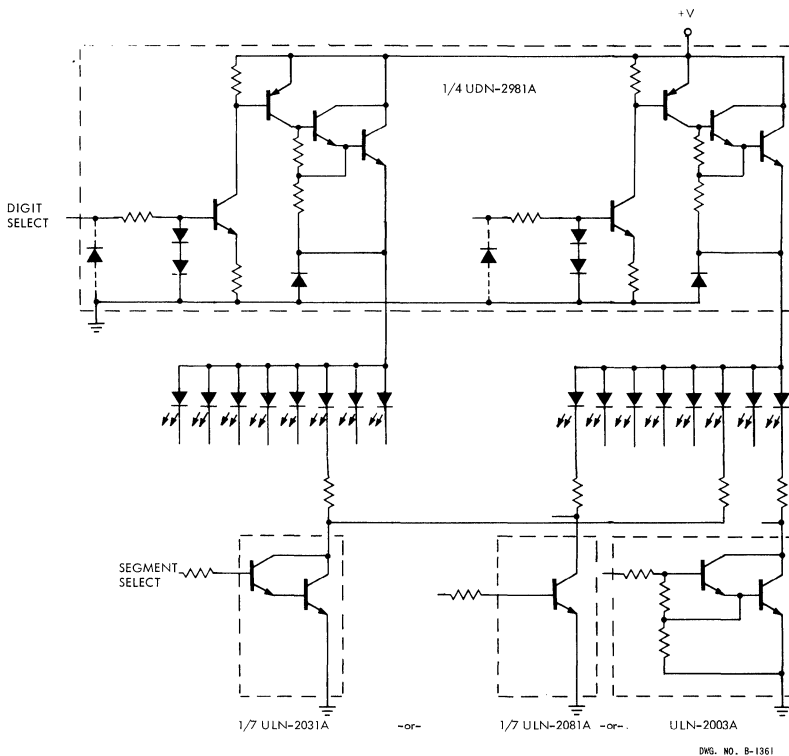 +V
1/4 UDN-2981A
DIGIT
SELECT
SEGMENT
SELECT
1/7 ULN-2031A -or- 1/7 ULN-2081A -or- ULN-2003A
DWG. NO. B-1361